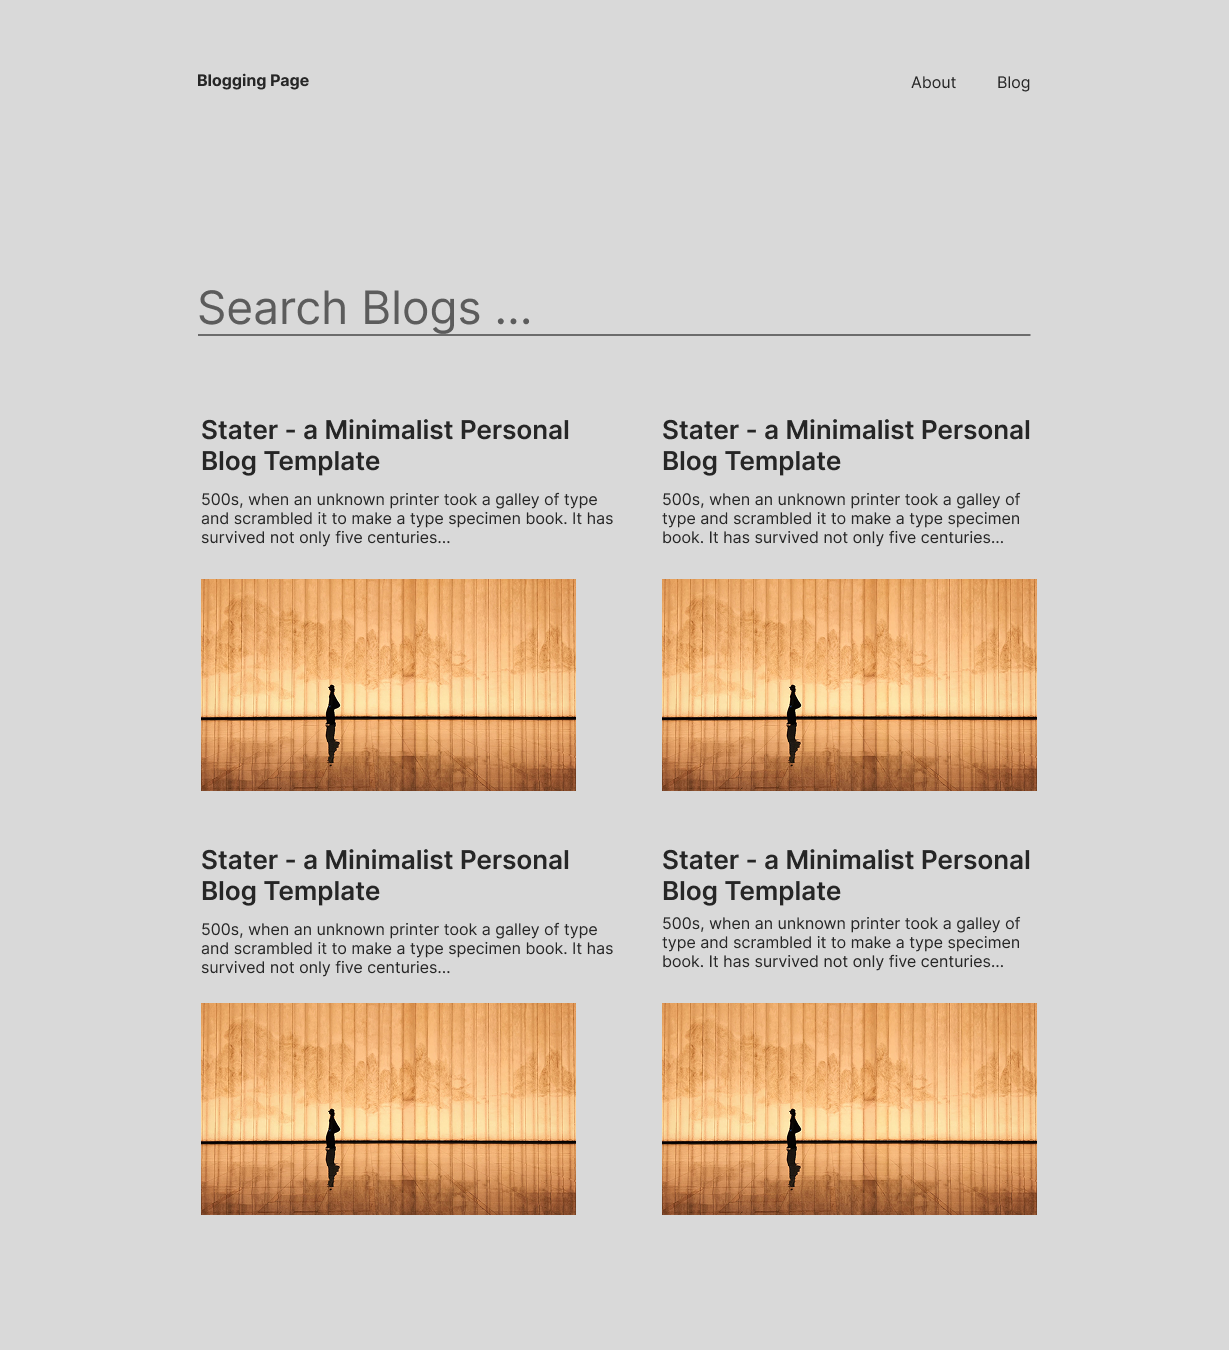 Blogging Page
About
Blog
Search Blogs ...
Stater - a Minimalist Personal
Blog Template
500s, when an unknown printer took a galley of type
and scrambled it to make a type specimen book. It has
survived not only five centuries...
Stater - a Minimalist Personal
Blog Template
500s, when an unknown printer took a galley of
type and scrambled it to make a type specimen
book. It has survived not only five centuries...
Stater - a Minimalist Personal
Blog Template
500s, when an unknown printer took a galley of type
and scrambled it to make a type specimen book. It has
survived not only five centuries...
Stater - a Minimalist Personal
Blog Template
500s, when an unknown printer took a galley of
type and scrambled it to make a type specimen
book. It has survived not only five centuries...